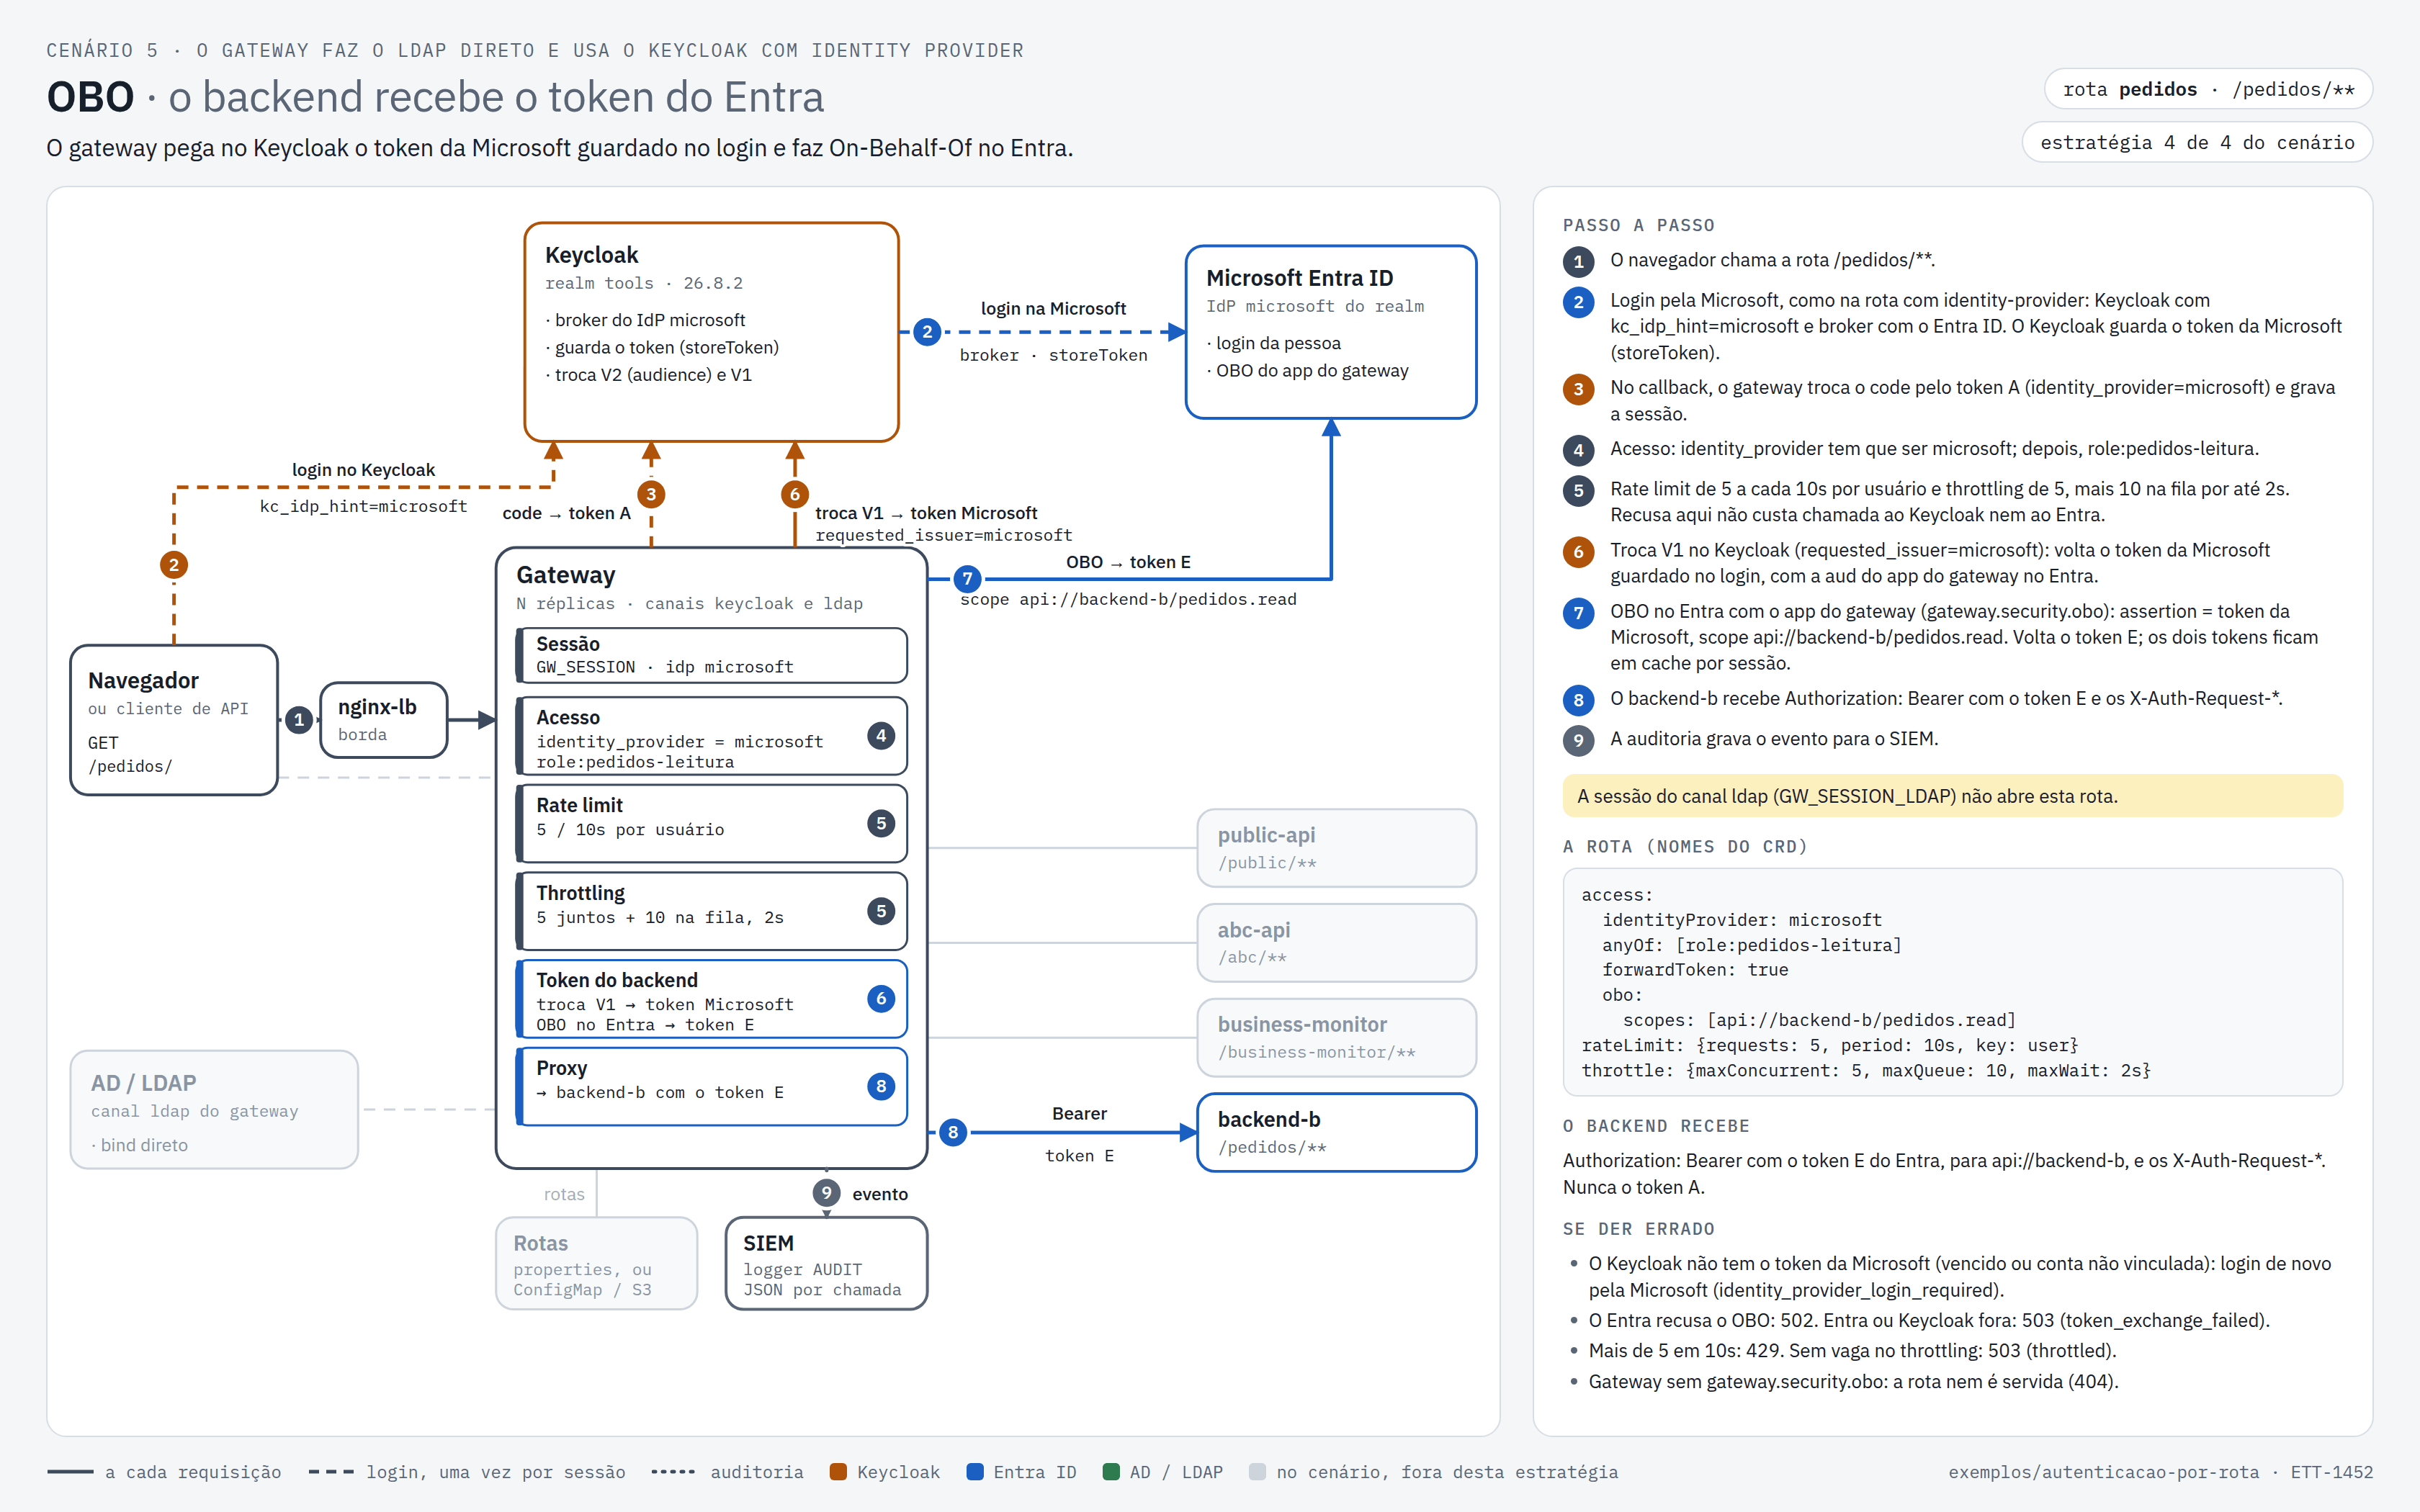 CENÁRIO 5 · O GATEWAY FAZ O LDAP DIRETO E USA O KEYCLOAK COM IDENTITY PROVIDER
OBO · o backend recebe o token do Entra
O gateway pega no Keycloak o token da Microsoft guardado no login e faz On-Behalf-Of no Entra.
rota pedidos · /pedidos/**
estratégia 4 de 4 do cenário
Keycloak
realm tools · 26.8.2
· broker do IdP microsoft
· guarda o token (storeToken)
· troca V2 (audience) e V1
login na Microsoft
2
broker · storeToken
Microsoft Entra ID
IdP microsoft do realm
· login da pessoa
· OBO do app do gateway
login no Keycloak
kc_idp_hint=microsoft
2
code → token A
3
6
troca V1 → token Microsoft
requested_issuer=microsoft
OBO → token E
7
scope api://backend-b/pedidos.read
Navegador
ou cliente de API
GET
/pedidos/
1
nginx-lb
borda
Gateway
N réplicas · canais keycloak e ldap
Sessão
GW_SESSION · idp microsoft
Acesso
identity_provider = microsoft
role:pedidos-leitura
4
Rate limit
5 / 10s por usuário
5
Throttling
5 juntos + 10 na fila, 2s
5
Token do backend
troca V1 → token Microsoft
OBO no Entra → token E
6
Proxy
→ backend-b com o token E
8
AD / LDAP
canal ldap do gateway
· bind direto
public-api
/public/**
abc-api
/abc/**
business-monitor
/business-monitor/**
8
Bearer
token E
backend-b
/pedidos/**
rotas
9
evento
Rotas
properties, ou
ConfigMap / S3
SIEM
logger AUDIT
JSON por chamada
PASSO A PASSO
1 O navegador chama a rota /pedidos/**.
2 Login pela Microsoft, como na rota com identity-provider: Keycloak com
kc_idp_hint=microsoft e broker com o Entra ID. O Keycloak guarda o token da Microsoft
(storeToken).
3 No callback, o gateway troca o code pelo token A (identity_provider=microsoft) e grava
a sessão.
4 Acesso: identity_provider tem que ser microsoft; depois, role:pedidos-leitura.
5 Rate limit de 5 a cada 10s por usuário e throttling de 5, mais 10 na fila por até 2s.
Recusa aqui não custa chamada ao Keycloak nem ao Entra.
6 Troca V1 no Keycloak (requested_issuer=microsoft): volta o token da Microsoft
guardado no login, com a aud do app do gateway no Entra.
7 OBO no Entra com o app do gateway (gateway.security.obo): assertion = token da
Microsoft, scope api://backend-b/pedidos.read. Volta o token E; os dois tokens ficam
em cache por sessão.
8 O backend-b recebe Authorization: Bearer com o token E e os X-Auth-Request-*.
9 A auditoria grava o evento para o SIEM.
A sessão do canal ldap (GW_SESSION_LDAP) não abre esta rota.
A ROTA (NOMES DO CRD)
access:
  identityProvider: microsoft
  anyOf: [role:pedidos-leitura]
  forwardToken: true
  obo:
    scopes: [api://backend-b/pedidos.read]
rateLimit: {requests: 5, period: 10s, key: user}
throttle: {maxConcurrent: 5, maxQueue: 10, maxWait: 2s}
O BACKEND RECEBE
Authorization: Bearer com o token E do Entra, para api://backend-b, e os X-Auth-Request-*.
Nunca o token A.
SE DER ERRADO
• O Keycloak não tem o token da Microsoft (vencido ou conta não vinculada): login de novo
pela Microsoft (identity_provider_login_required).
• O Entra recusa o OBO: 502. Entra ou Keycloak fora: 503 (token_exchange_failed).
• Mais de 5 em 10s: 429. Sem vaga no throttling: 503 (throttled).
• Gateway sem gateway.security.obo: a rota nem é servida (404).
a cada requisição
login, uma vez por sessão
auditoria
Keycloak
Entra ID
AD / LDAP
no cenário, fora desta estratégia
exemplos/autenticacao-por-rota · ETT-1452